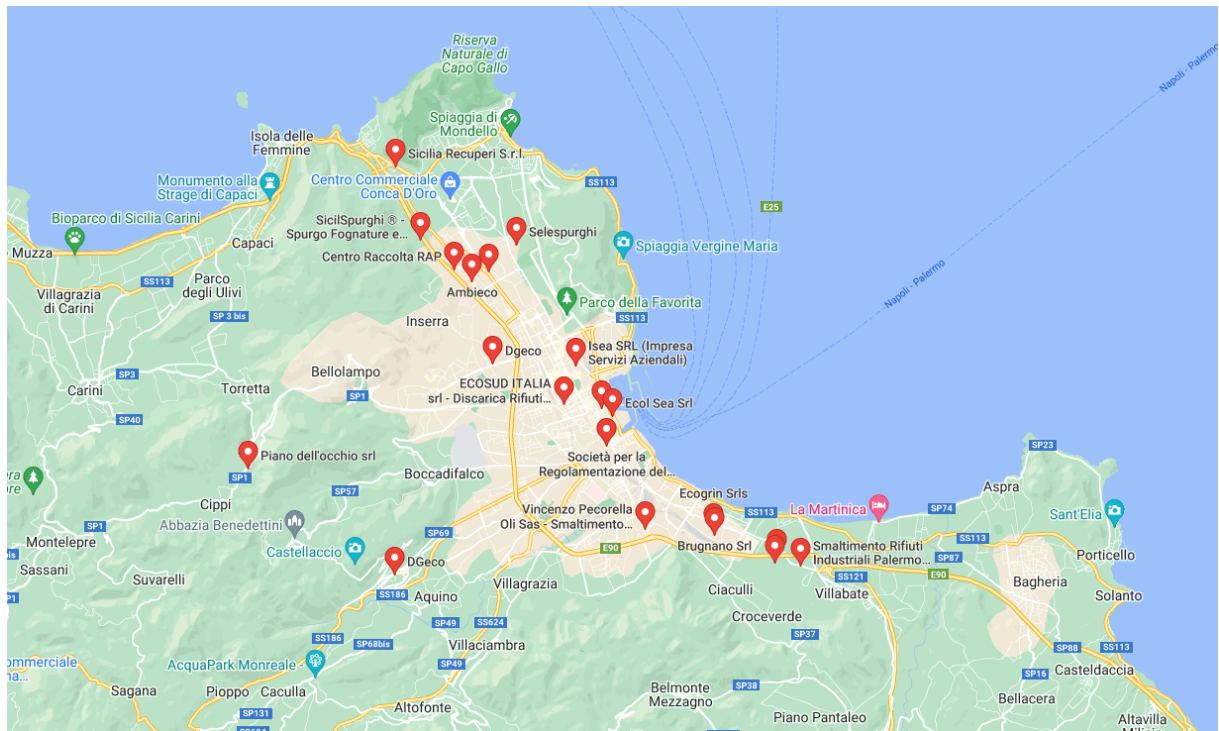 Riserva
Naturale di
Capo Gallo
Napoli - Palermo
Spiaggia di
Mondello
Isola delle
Femmine
Sicilia Recuperi S.r.l.
Monumento alla
Strage di Capaci
Centro Commerciale
Conca D'Oro
SS113
E25
Bioparco di Sicilia Carini
SicilSpurghi ® -
Spurgo Fognature e...
Selespurghi
Capaci
Muzza
Centro Raccolta RAP
Spiaggia Vergine Maria
Napoli - Palermo
SS113
Parco
degli Ulivi
Villagrazia
di Carini
Ambieco
Parco della Favorita
SP 3 bis
Inserra
SS113
Dgeco
Isea SRL (Impresa
Servizi Aziendali)
Bellolampo
SP3
Torretta
Carini
SP1
ECOSUD ITALIA
srl - Discarica Rifiuti...
Ecol Sea Srl
SP40
SP23
Piano dell'occhio srl
SP1
Società per la
Regolamentazione del...
Boccadifalco
Aspra
SP57
Cippi
Ecogrin Srls
SP74
La Martinica
SS113
Vincenzo Pecorella
Oli Sas - Smaltimento...
Sant'Elia
SP1
Abbazia Benedettini
SP69
Montelepre
SS113
E90
Brugnano Srl
Smaltimento Rifiuti
Industriali Palermo...
SP87
Castellaccio
Porticello
Sassani
DGeco
Suvarelli
Villagrazia
SS121
E90
Bagheria
Ciaculli
Villabate
SS186
Aquino
Solanto
Croceverde
SP49
SS624
SP37
SS186
SP68bis
Villaciambra
SP88
SS113
AcquaPark Monreale
SP49
Casteldaccia
SP16
Sagana
Pioppo
Caculla
Belmonte
Mezzagno
SP38
Bellacera
Altofonte
SP131
Piano Pantaleo
Altavilla